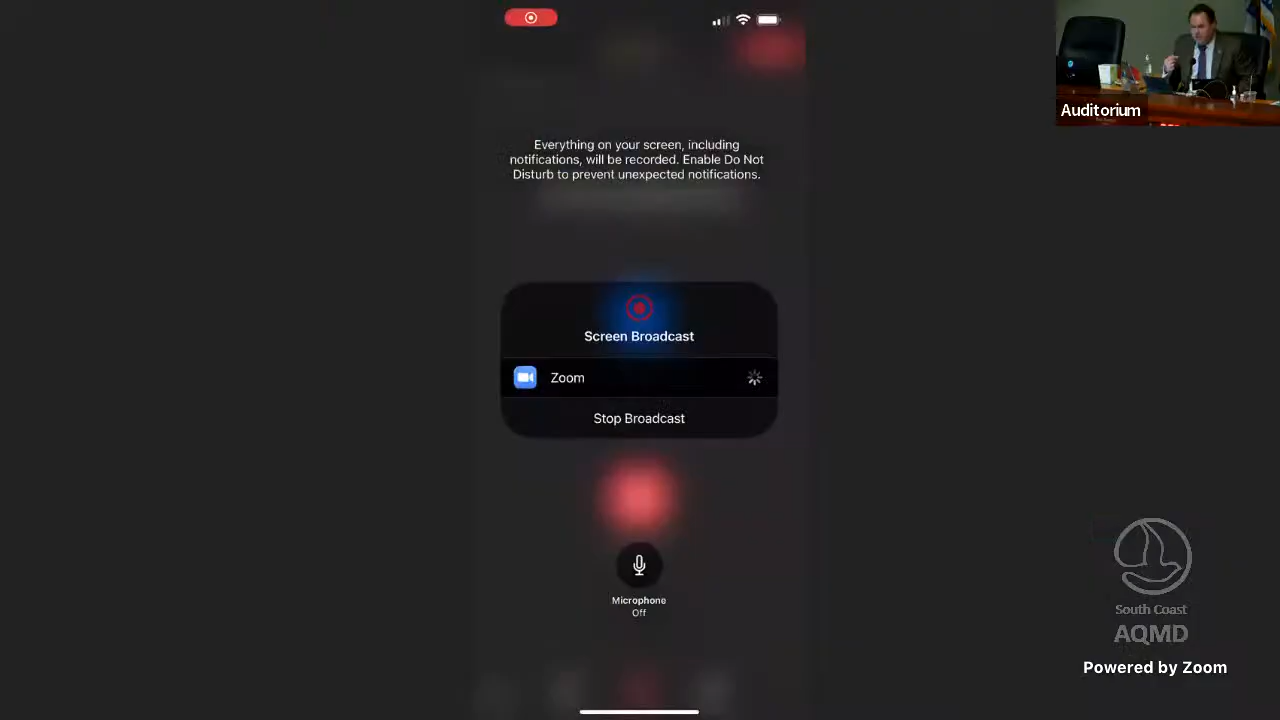 Auditorium
Everything on your screen, including
notifications, will be recorded. Enable Do Not
Disturb to prevent unexpected notifications.
Screen Broadcast
Zoom
Stop Broadcast
Microphone
Off
South Coast
AQMD
Powered by Zoom